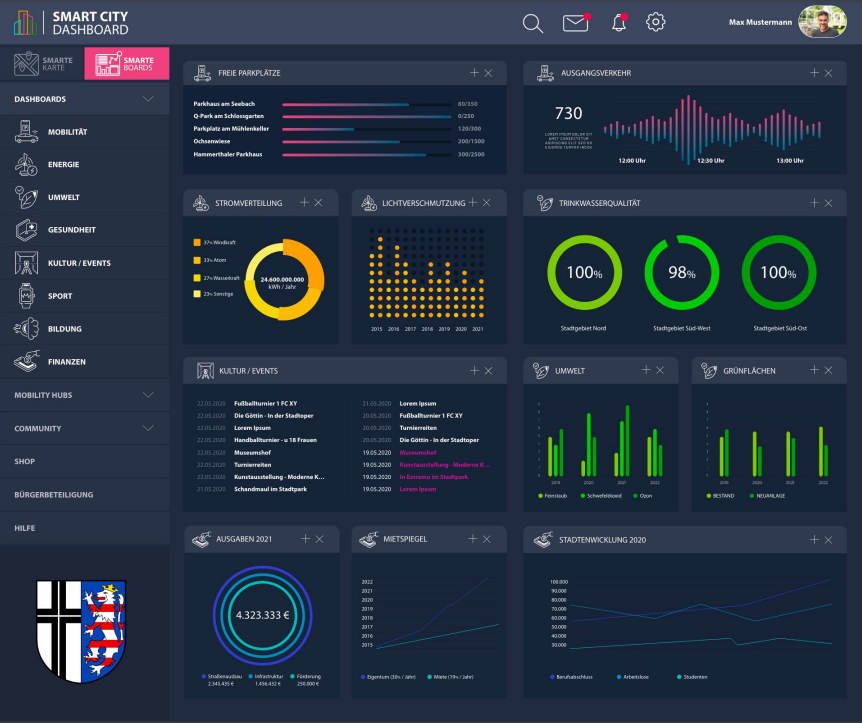 SMART CITY
DASHBOARD
Max Mustermann
SMARTE
KARTE
SMARTE
BOARDS
DASHBOARDS
MOBILITÄT
ENERGIE
UMWELT
GESUNDHEIT
KULTUR / EVENTS
SPORT
BILDUNG
FINANZEN
MOBILITY HUBS
COMMUNITY
SHOP
BÜRGERBETEILIGUNG
HILFE
FREIE PARKPLÄTZE
Parkhaus am Seebach 60/350
Q-Park am Schlossgarten 0/250
Parkplatz am Mühlenkeller 120/300
Ochsenwiese 200/1500
Hammerthaler Parkhaus 300/2500
AUSGANGSVERKEHR
730
LOREM IPSUM DOLOR SIT
12:00 Uhr 12:30 Uhr 13:00 Uhr
STROMVERTEILUNG
37% Windkraft
33% Atom
27% Wasserkraft
23% Sonstige
24.600.000.000
kWh / Jahr
LICHTVERSCHMUTZUNG
2015 2016 2017 2018 2019 2020 2021
TRINKWASSERQUALITÄT
100% 98% 100%
Stadtgebiet Nord Stadtgebiet Süd-West Stadtgebiet Süd-Ost
KULTUR / EVENTS
22.05.2020 Fußballturnier 1 FC XY
22.05.2020 Die Göttin - In der Stadtoper
22.05.2020 Lorem Ipsum
22.05.2020 Handballturnier - u 18 Frauen
22.05.2020 Museumshof
22.05.2020 Turnierreiten
22.05.2020 Kunstausstellung - Moderne K...
21.05.2020 Schandmaul im Stadtpark
21.05.2020 Lorem Ipsum
20.05.2020 Fußballturnier 1 FC XY
20.05.2020 Turnierreiten
20.05.2020 Die Göttin - In der Stadtoper
19.05.2020 Museumshof
19.05.2020 Kunstausstellung - Moderne K...
19.05.2020 In Extremo im Stadtpark
19.05.2020 Lorem Ipsum
UMWELT
2019 2020 2021 2022
Feinstaub Schwefeldioxid Ozon
GRÜNFLÄCHEN
2019 2020 2021 2022
BESTAND NEUANLAGE
AUSGABEN 2021
4.323.333 €
Straßenausbau Infrastruktur Förderung
2.345.435 € 1.456.432 € 250.000 €
MIETSPIEGEL
2022
2021
2020
2019
2018
2017
2016
2015
Eigentum (30% / Jahr) Miete (19% / Jahr)
STADTENWICKLUNG 2020
100.000
90.000
80.000
70.000
60.000
50.000
40.000
30.000
Berufsabschluss Arbeitslose Studenten